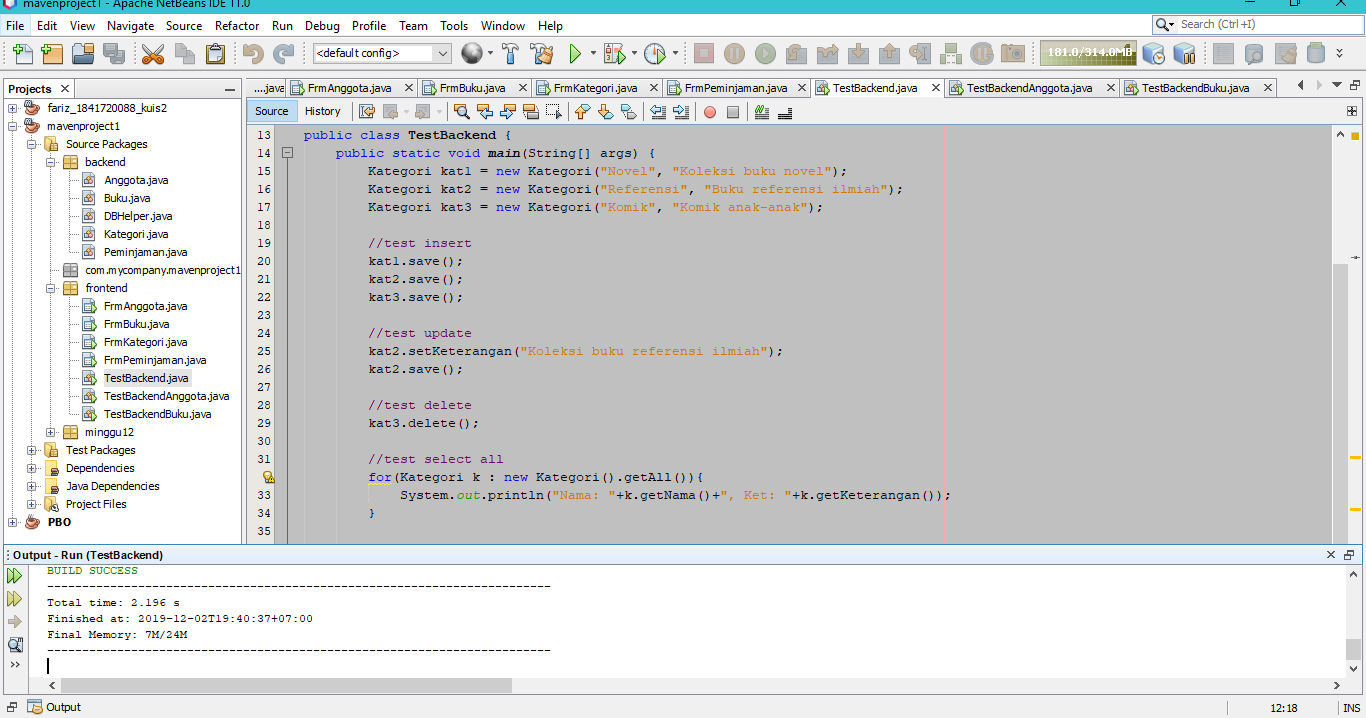 mavenproject1 - Apache NetBeans IDE 11.0
File Edit View Navigate Source Refactor Run Debug Profile Team Tools Window Help
Search (Ctrl+I)
<default config>
181.0/314.0MB
Projects
fariz_1841720088_kuis2
mavenproject1
Source Packages
backend
Anggota.java
Buku.java
DBHelper.java
Kategori.java
Peminjaman.java
com.mycompany.mavenproject1
frontend
FrmAnggota.java
FrmBuku.java
FrmKategori.java
FrmPeminjaman.java
TestBackend.java
TestBackendAnggota.java
TestBackendBuku.java
minggu12
Test Packages
Dependencies
Java Dependencies
Project Files
PBO
....java FrmAnggota.java FrmBuku.java FrmKategori.java FrmPeminjaman.java TestBackend.java TestBackendAnggota.java TestBackendBuku.java
Source History
13 public class TestBackend {
14 public static void main(String[] args) {
15 Kategori kat1 = new Kategori("Novel", "Koleksi buku novel");
16 Kategori kat2 = new Kategori("Referensi", "Buku referensi ilmiah");
17 Kategori kat3 = new Kategori("Komik", "Komik anak-anak");
18
19 //test insert
20 kat1.save();
21 kat2.save();
22 kat3.save();
23
24 //test update
25 kat2.setKeterangan("Koleksi buku referensi ilmiah");
26 kat2.save();
27
28 //test delete
29 kat3.delete();
30
31 //test select all
for(Kategori k : new Kategori().getAll()){
33 System.out.println("Nama: "+k.getNama()+", Ket: "+k.getKeterangan());
34 }
35
Output - Run (TestBackend)
BUILD SUCCESS
------------------------------------------------------------------------
Total time: 2.196 s
Finished at: 2019-12-02T19:40:37+07:00
Final Memory: 7M/24M
------------------------------------------------------------------------
Output
12:18 INS